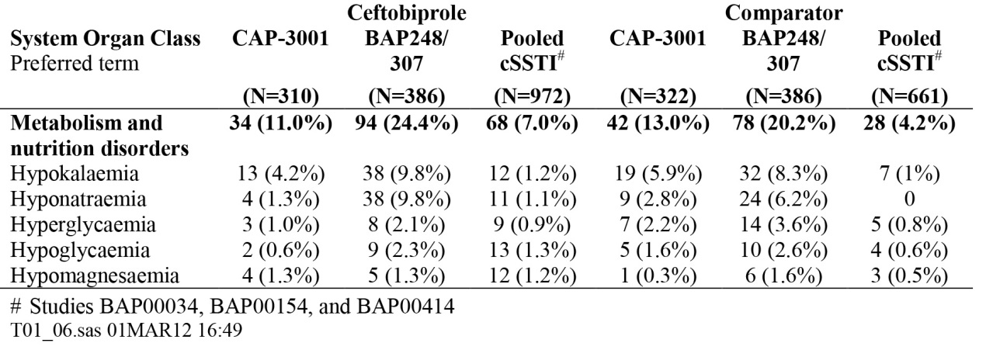 Ceftobiprole Comparator
System Organ Class CAP-3001 BAP248/ Pooled CAP-3001 BAP248/ Pooled
Preferred term 307 cSSTI# 307 cSSTI#
(N=310) (N=386) (N=972) (N=322) (N=386) (N=661)
Metabolism and 34 (11.0%) 94 (24.4%) 68 (7.0%) 42 (13.0%) 78 (20.2%) 28 (4.2%)
nutrition disorders
Hypokalaemia 13 (4.2%) 38 (9.8%) 12 (1.2%) 19 (5.9%) 32 (8.3%) 7 (1%)
Hyponatraemia 4 (1.3%) 38 (9.8%) 11 (1.1%) 9 (2.8%) 24 (6.2%) 0
Hyperglycaemia 3 (1.0%) 8 (2.1%) 9 (0.9%) 7 (2.2%) 14 (3.6%) 5 (0.8%)
Hypoglycaemia 2 (0.6%) 9 (2.3%) 13 (1.3%) 5 (1.6%) 10 (2.6%) 4 (0.6%)
Hypomagnesaemia 4 (1.3%) 5 (1.3%) 12 (1.2%) 1 (0.3%) 6 (1.6%) 3 (0.5%)
# Studies BAP00034, BAP00154, and BAP00414
T01_06.sas 01MAR12 16:49